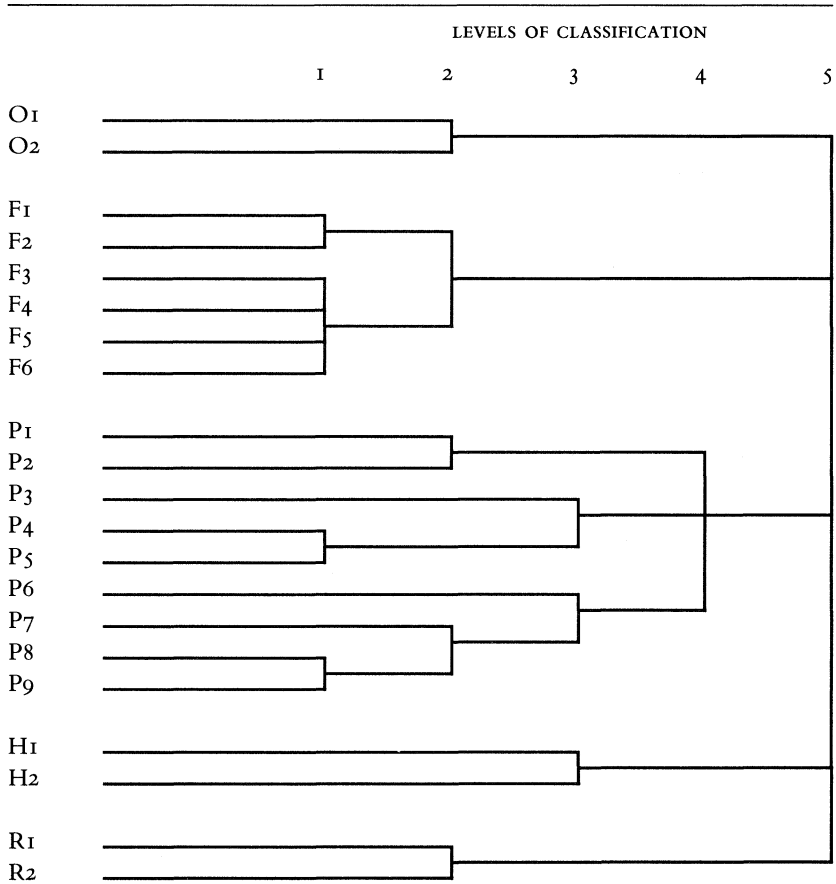 LEVELS OF CLASSIFICATION
1 2 3 4 5
O1
O2
F1
F2
F3
F4
F5
F6
P1
P2
P3
P4
P5
P6
P7
P8
P9
H1
H2
R1
R2